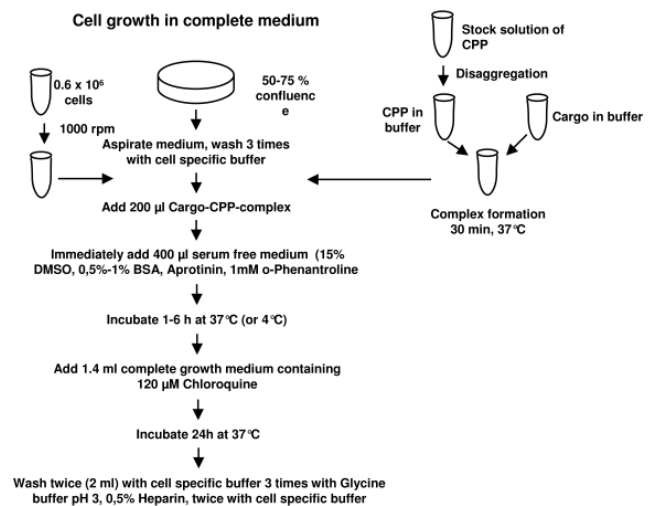 Cell growth in complete medium
0.6 x 10⁶
cells
1000 rpm
50-75 %
confluenc
e
Stock solution of
CPP
Disaggregation
CPP in
buffer
Cargo in buffer
Complex formation
30 min, 37°C
Aspirate medium, wash 3 times
with cell specific buffer
Add 200 µl Cargo-CPP-complex
Immediately add 400 µl serum free medium (15%
DMSO, 0,5%-1% BSA, Aprotinin, 1mM o-Phenantroline
Incubate 1-6 h at 37°C (or 4°C)
Add 1.4 ml complete growth medium containing
120 µM Chloroquine
Incubate 24h at 37°C
Wash twice (2 ml) with cell specific buffer 3 times with Glycine
buffer pH 3, 0,5% Heparin, twice with cell specific buffer